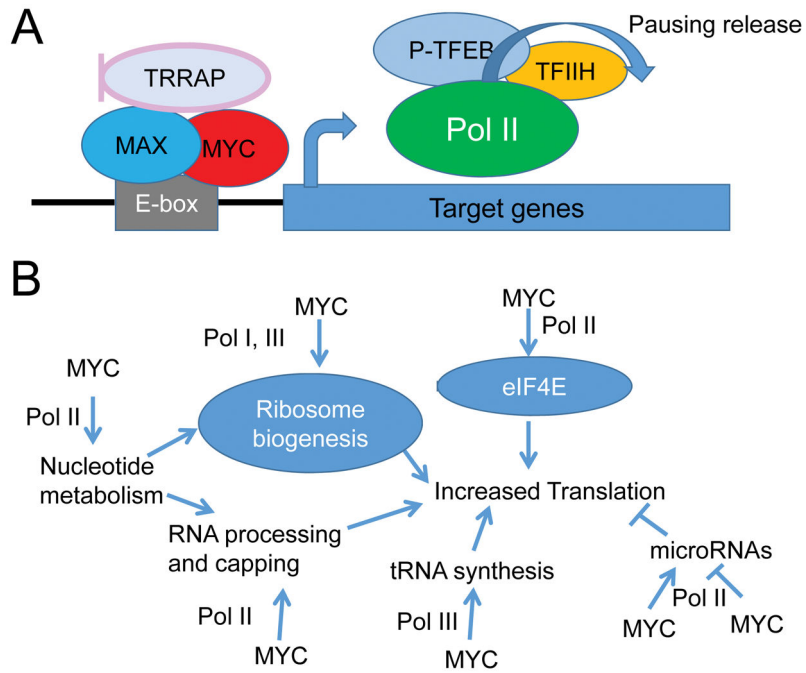 A
Pausing release
P-TFEB
TFIIH
TRRAP
Pol II
MAX
MYC
E-box
Target genes
B
MYC
MYC
Pol II
Pol I, III
MYC
eIF4E
Pol II
Ribosome
biogenesis
Nucleotide
metabolism
Increased Translation
RNA processing
and capping
microRNAs
tRNA synthesis
Pol II
Pol II
Pol III
MYC
MYC
MYC
MYC